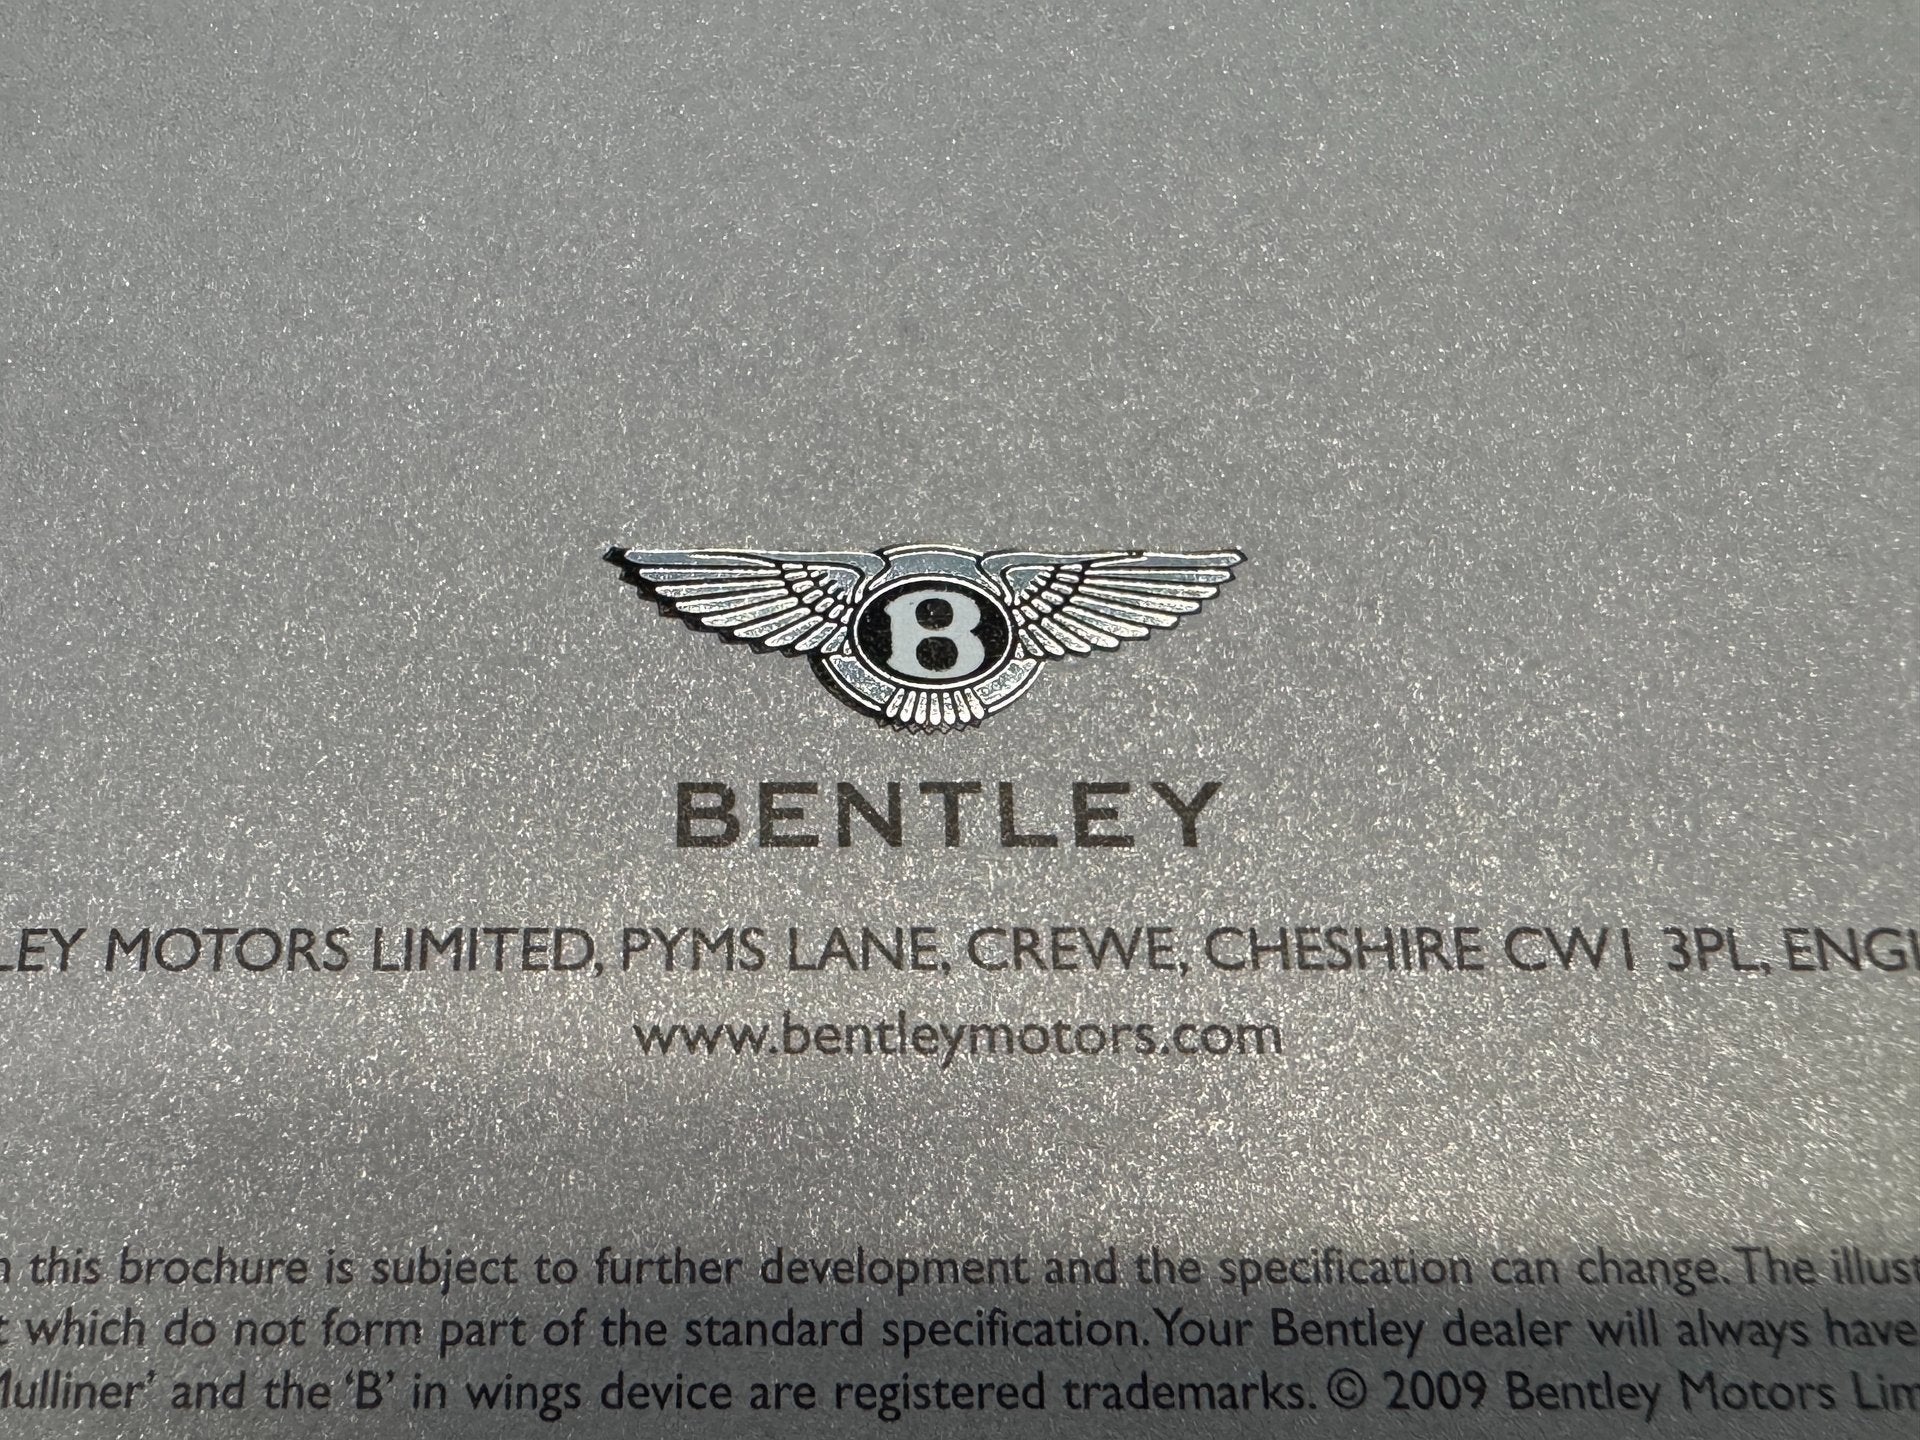 B
BENTLEY
LEY MOTORS LIMITED, PYMS LANE, CREWE, CHESHIRE CW1 3PL, ENGL
www.bentleymotors.com
this brochure is subject to further development and the specification can change. The illust
which do not form part of the standard specification. Your Bentley dealer will always have
Mulliner’ and the ‘B’ in wings device are registered trademarks. © 2009 Bentley Motors Lim